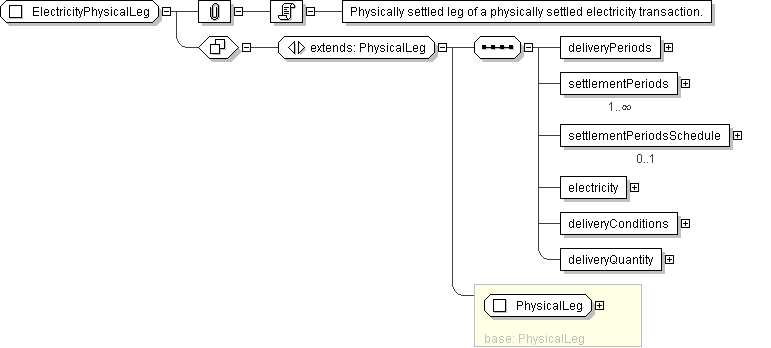 ElectricityPhysicalLeg
Physically settled leg of a physically settled electricity transaction.
extends: PhysicalLeg
deliveryPeriods
settlementPeriods
1..∞
settlementPeriodsSchedule
0..1
electricity
deliveryConditions
deliveryQuantity
PhysicalLeg
base: PhysicalLeg